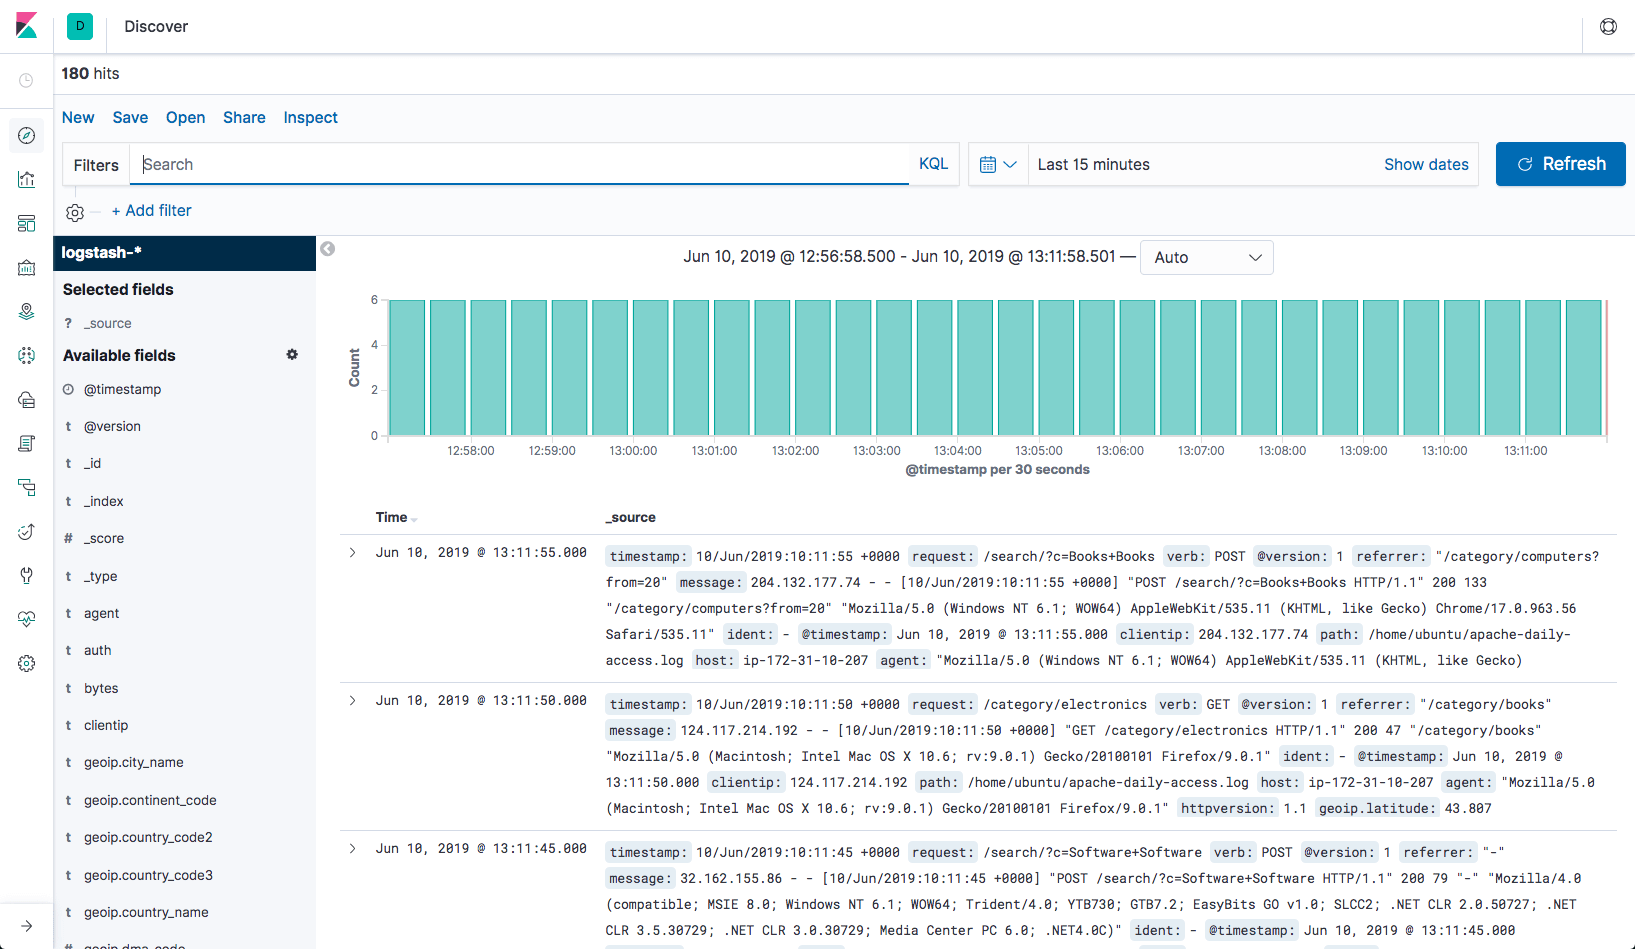 D Discover
180 hits
New Save Open Share Inspect
Filters Search KQL Last 15 minutes Show dates Refresh
+ Add filter
logstash-*
Selected fields
? _source
Available fields
@timestamp
t @version
t _id
t _index
# _score
t _type
t agent
t auth
t bytes
t clientip
t geoip.city_name
t geoip.continent_code
t geoip.country_code2
t geoip.country_code3
t geoip.country_name
# geoip.dma_code
Jun 10, 2019 @ 12:56:58.500 - Jun 10, 2019 @ 13:11:58.501 — Auto
6
4
2
0
Count
12:58:00 12:59:00 13:00:00 13:01:00 13:02:00 13:03:00 13:04:00 13:05:00 13:06:00 13:07:00 13:08:00 13:09:00 13:10:00 13:11:00
@timestamp per 30 seconds
Time _source
Jun 10, 2019 @ 13:11:55.000 timestamp: 10/Jun/2019:10:11:55 +0000 request: /search/?c=Books+Books verb: POST @version: 1 referrer: "/category/computers?
from=20" message: 204.132.177.74 - - [10/Jun/2019:10:11:55 +0000] "POST /search/?c=Books+Books HTTP/1.1" 200 133
"/category/computers?from=20" "Mozilla/5.0 (Windows NT 6.1; WOW64) AppleWebKit/535.11 (KHTML, like Gecko) Chrome/17.0.963.56
Safari/535.11" ident: - @timestamp: Jun 10, 2019 @ 13:11:55.000 clientip: 204.132.177.74 path: /home/ubuntu/apache-daily-
access.log host: ip-172-31-10-207 agent: "Mozilla/5.0 (Windows NT 6.1; WOW64) AppleWebKit/535.11 (KHTML, like Gecko)
Jun 10, 2019 @ 13:11:50.000 timestamp: 10/Jun/2019:10:11:50 +0000 request: /category/electronics verb: GET @version: 1 referrer: "/category/books"
message: 124.117.214.192 - - [10/Jun/2019:10:11:50 +0000] "GET /category/electronics HTTP/1.1" 200 47 "/category/books"
"Mozilla/5.0 (Macintosh; Intel Mac OS X 10.6; rv:9.0.1) Gecko/20100101 Firefox/9.0.1" ident: - @timestamp: Jun 10, 2019 @
13:11:50.000 clientip: 124.117.214.192 path: /home/ubuntu/apache-daily-access.log host: ip-172-31-10-207 agent: "Mozilla/5.0
(Macintosh; Intel Mac OS X 10.6; rv:9.0.1) Gecko/20100101 Firefox/9.0.1" httpversion: 1.1 geoip.latitude: 43.807
Jun 10, 2019 @ 13:11:45.000 timestamp: 10/Jun/2019:10:11:45 +0000 request: /search/?c=Software+Software verb: POST @version: 1 referrer: "-"
message: 32.162.155.86 - - [10/Jun/2019:10:11:45 +0000] "POST /search/?c=Software+Software HTTP/1.1" 200 79 "-" "Mozilla/4.0
(compatible; MSIE 8.0; Windows NT 6.1; WOW64; Trident/4.0; YTB730; GTB7.2; EasyBits GO v1.0; SLCC2; .NET CLR 2.0.50727; .NET
CLR 3.5.30729; .NET CLR 3.0.30729; Media Center PC 6.0; .NET4.0C)" ident: - @timestamp: Jun 10, 2019 @ 13:11:45.000